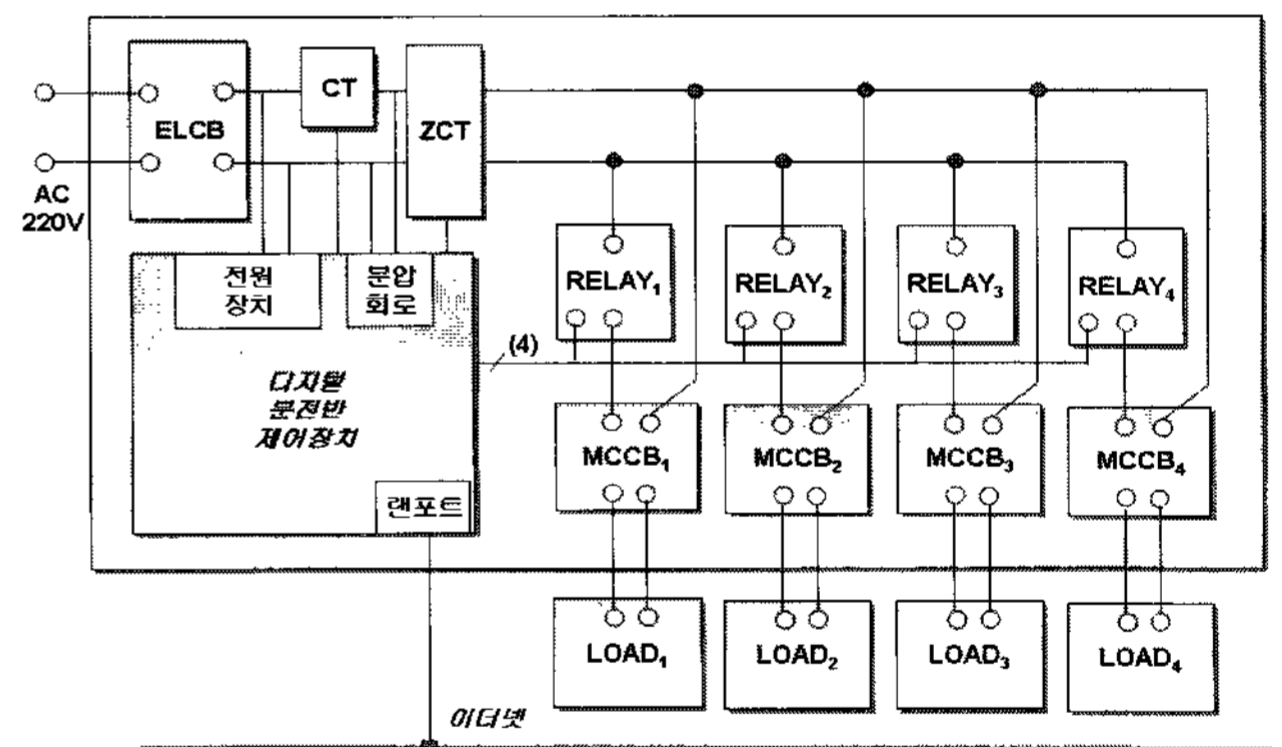 CT
ELCB
ZCT
AC
220V
전원
장치
분압
회로
RELAY₁
RELAY₂
RELAY₃
RELAY₄
(4)
디지털
분전반
제어장치
MCCB₁
MCCB₂
MCCB₃
MCCB₄
랜포트
LOAD₁
LOAD₂
LOAD₃
LOAD₄
이더넷